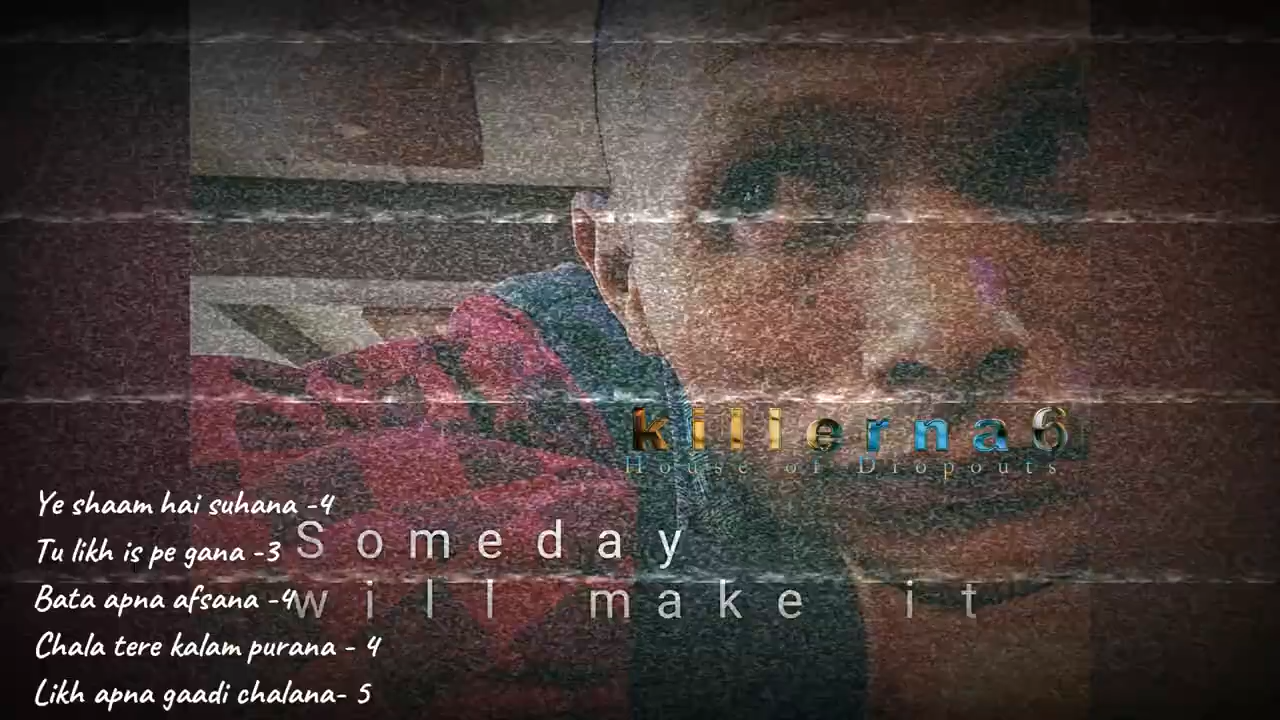 killerna6
House of Dropouts
Ye shaam hai suhana -4
Someday
Tu likh is pe gana -3
Bata apna afsana -4
will make it
Chala tere kalam purana - 4
Likh apna gaadi chalana- 5